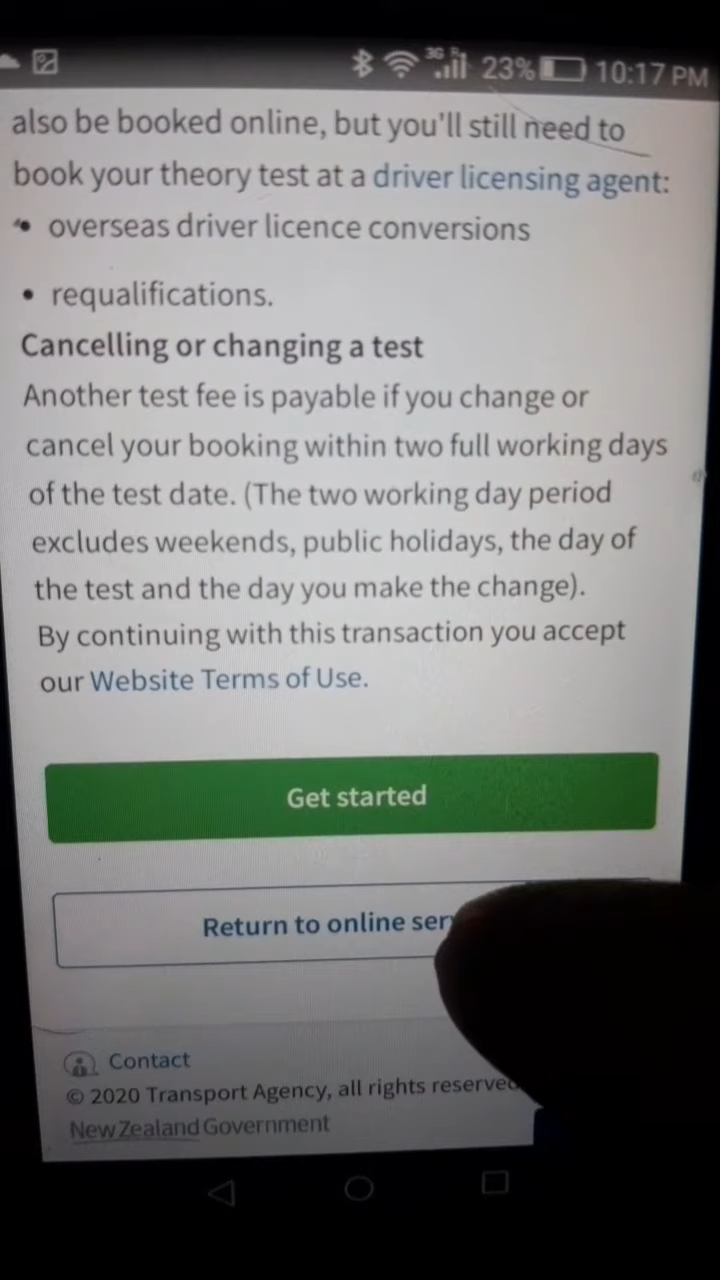 3G R 23% 10:17 PM
also be booked online, but you'll still need to
book your theory test at a driver licensing agent:
• overseas driver licence conversions
• requalifications.
Cancelling or changing a test
Another test fee is payable if you change or
cancel your booking within two full working days
of the test date. (The two working day period
excludes weekends, public holidays, the day of
the test and the day you make the change).
By continuing with this transaction you accept
our Website Terms of Use.
Get started
Return to online ser
Contact
© 2020 Transport Agency, all rights reserved
New Zealand Government